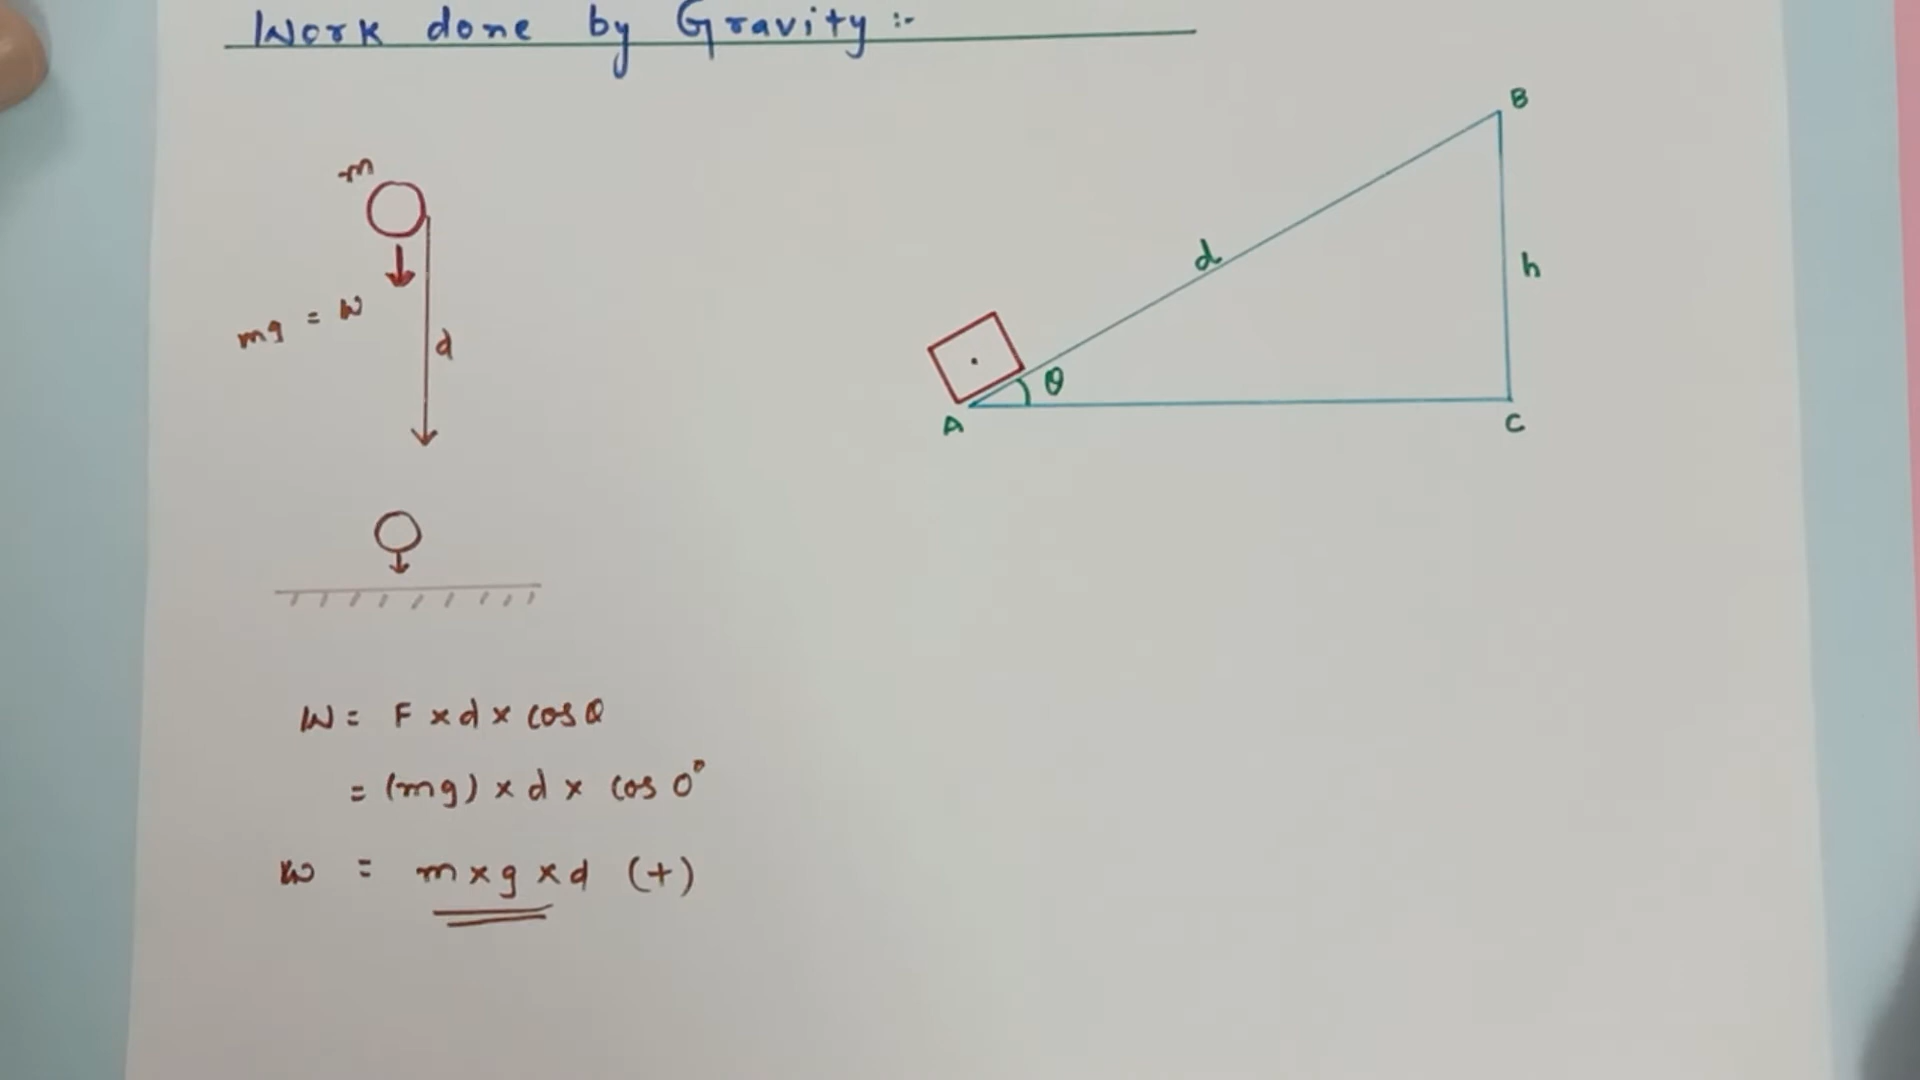 Work done by Gravity :-
m
mg = W
d
W = F × d × cos θ
= (mg) × d × cos 0°
W = m × g × d (+)
B
d
h
θ
A
C